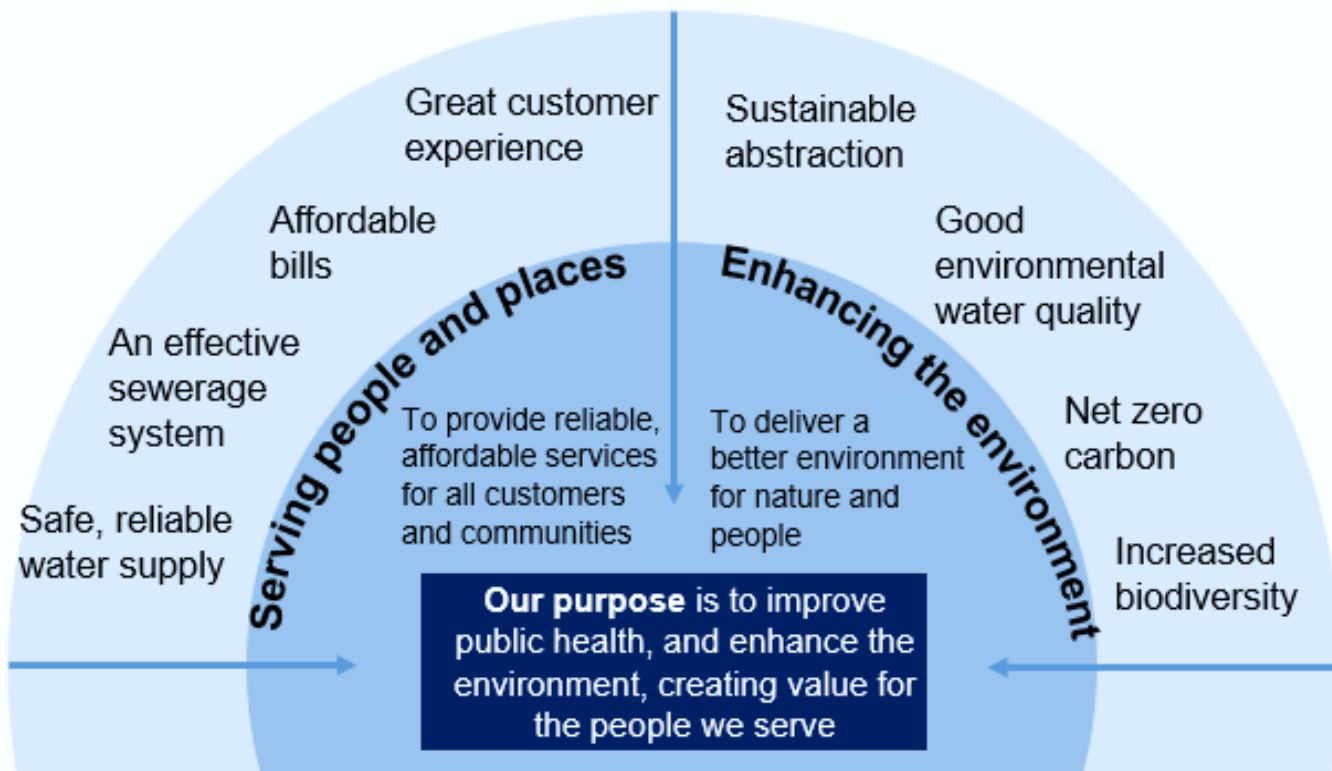 Great customer
experience
Affordable
bills
An effective
sewerage
system
Safe, reliable
water supply
Serving people and places
To provide reliable,
affordable services
for all customers
and communities
Sustainable
abstraction
Good
environmental
water quality
Net zero
carbon
Increased
biodiversity
Enhancing the environment
To deliver a
better environment
for nature and
people
Our purpose is to improve
public health, and enhance the
environment, creating value for
the people we serve